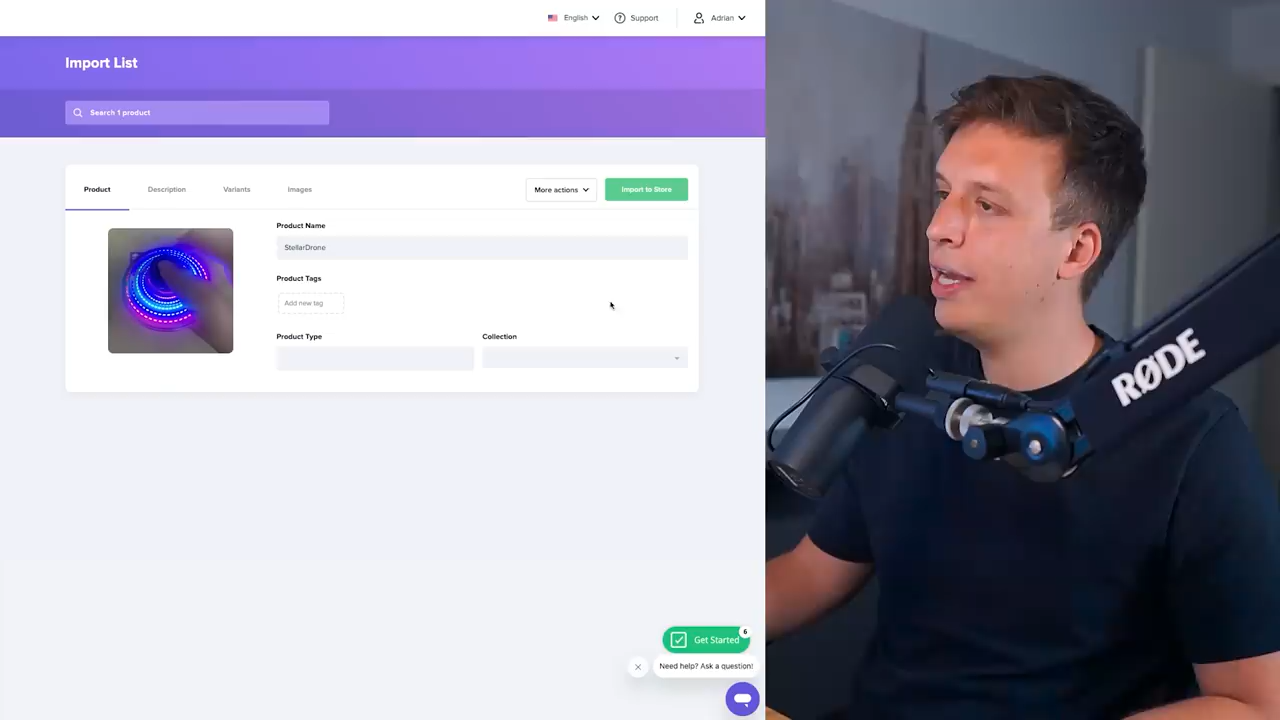 English
Support
Adrian
Import List
Search 1 product
Product
Description
Variants
Images
More actions
Import to Store
Product Name
StellarDrone
Product Tags
Add new tag
Product Type
Collection
Get Started
6
Need help? Ask a question!
RØDE